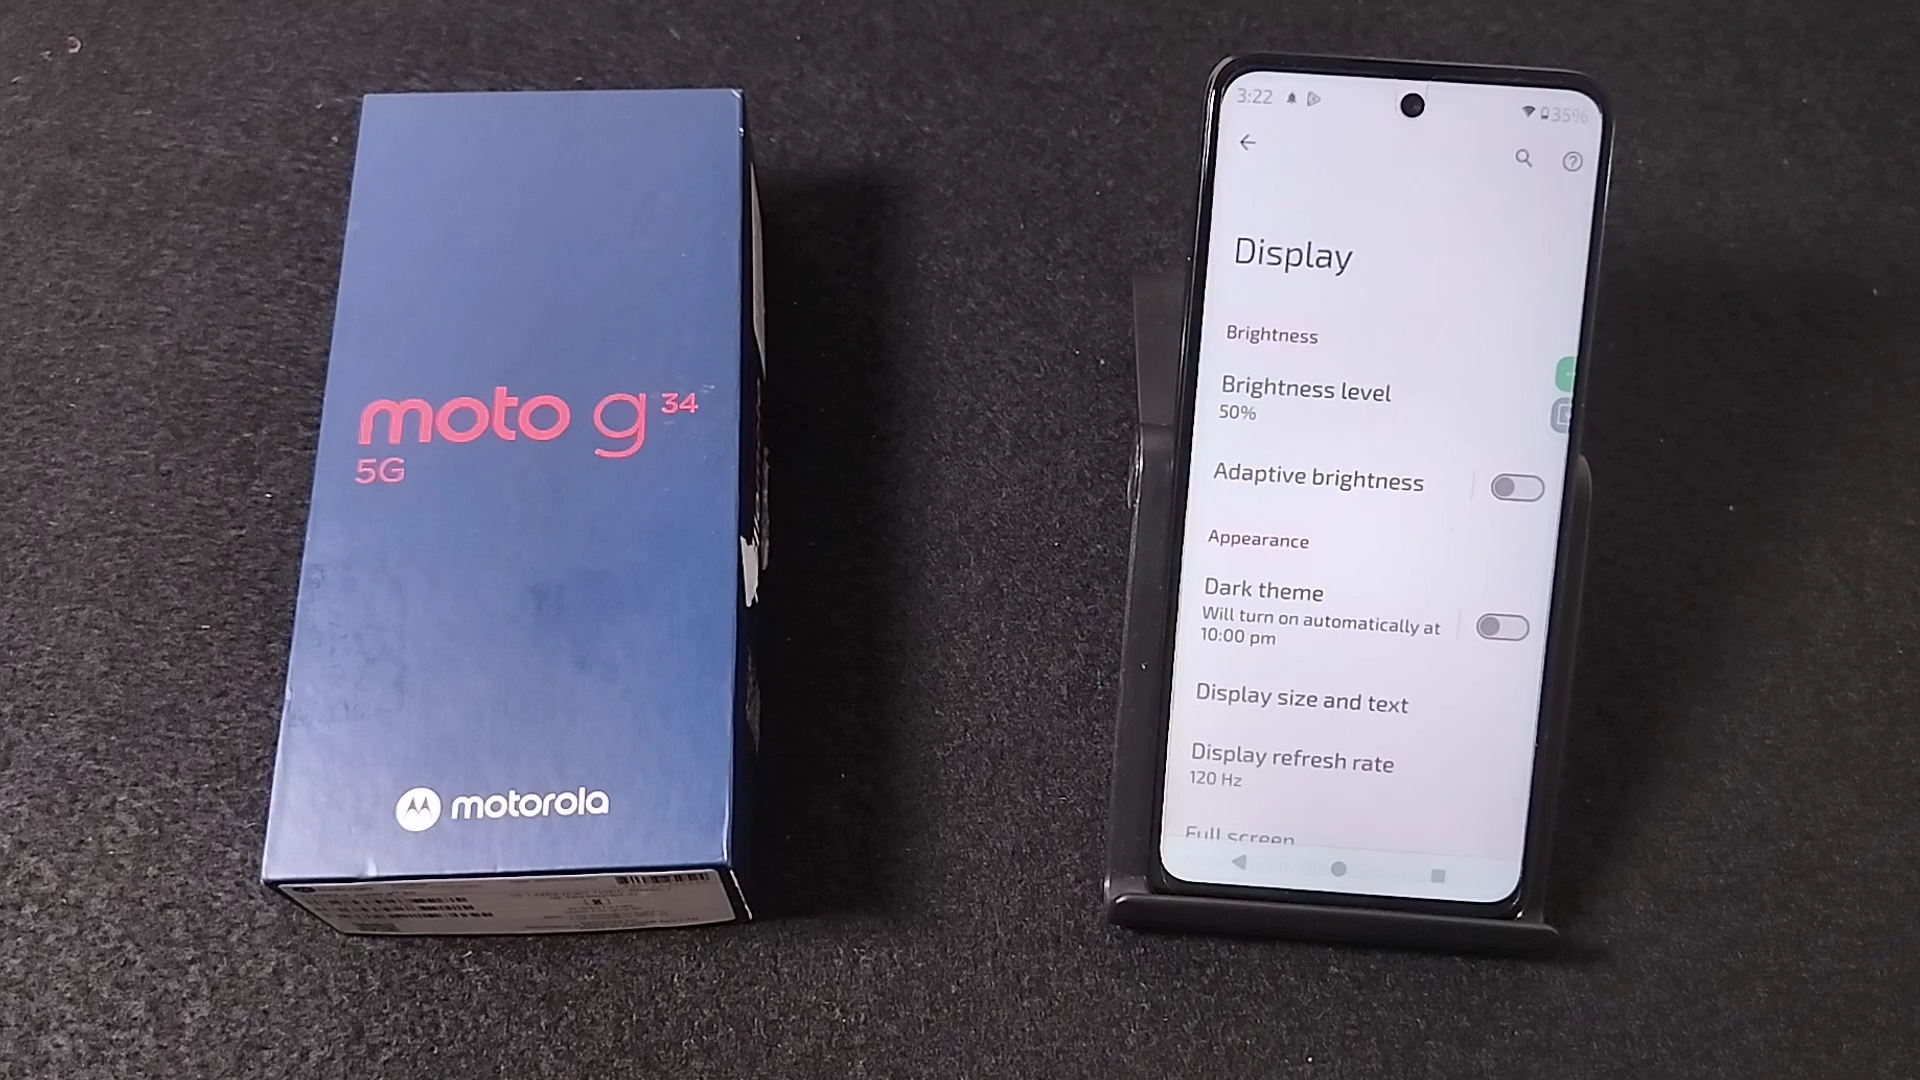 moto g 34
5G
motorola
3:22
35%
Display
Brightness
Brightness level
50%
Adaptive brightness
Appearance
Dark theme
Will turn on automatically at
10:00 pm
Display size and text
Display refresh rate
120 Hz
Full screen